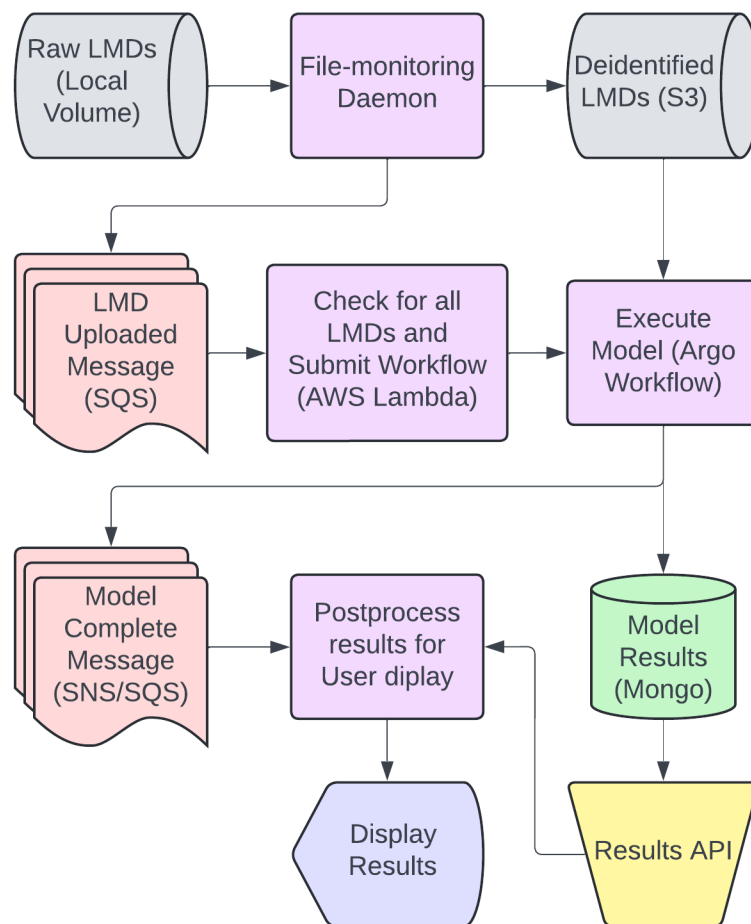 Raw LMDs
(Local
Volume)
File-monitoring
Daemon
Deidentified
LMDs (S3)
LMD
Uploaded
Message
(SQS)
Check for all
LMDs and
Submit Workflow
(AWS Lambda)
Execute
Model (Argo
Workflow)
Model
Complete
Message
(SNS/SQS)
Postprocess
results for
User diplay
Model
Results
(Mongo)
Display
Results
Results API